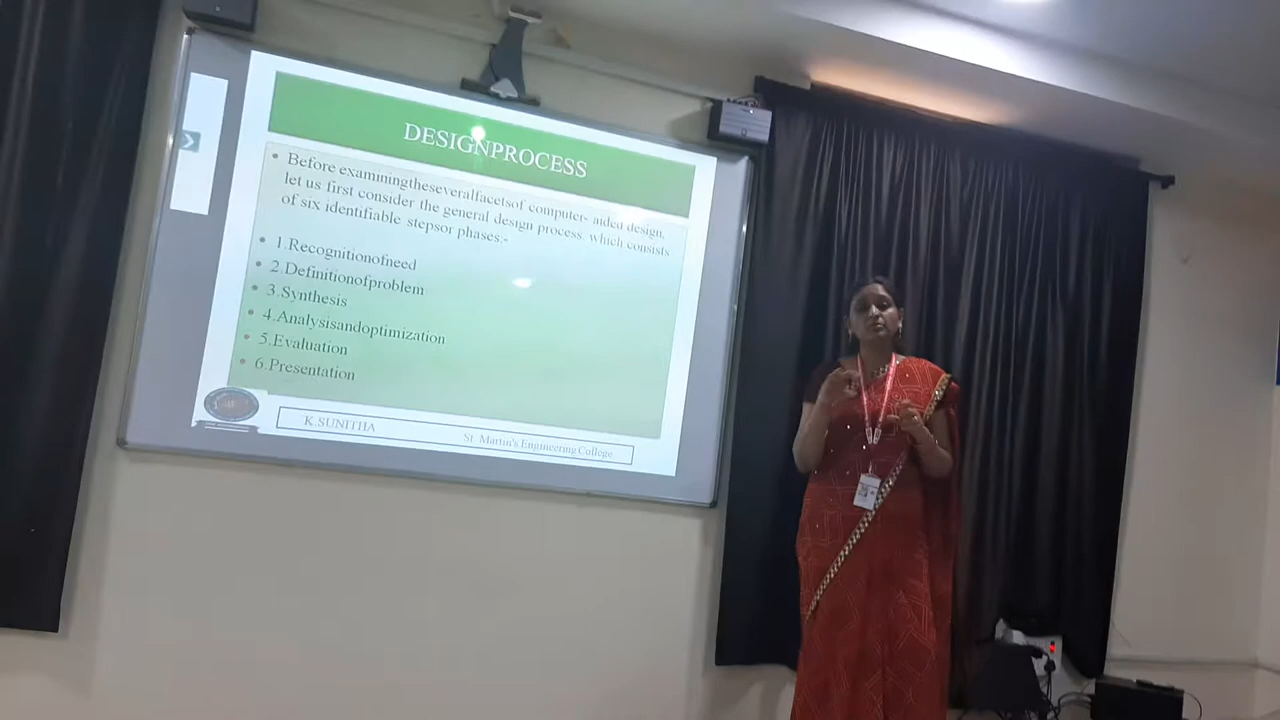 DESIGNPROCESS
• Before examiningtheseveralfacetsof computer- aided design,
let us first consider the general design process. which consists
of six identifiable stepsor phases:-
• 1.Recognitionofneed
• 2.Definitionofproblem
• 3.Synthesis
• 4.Analysisandoptimization
• 5.Evaluation
• 6.Presentation
K.SUNITHA St. Martin's Engineering College